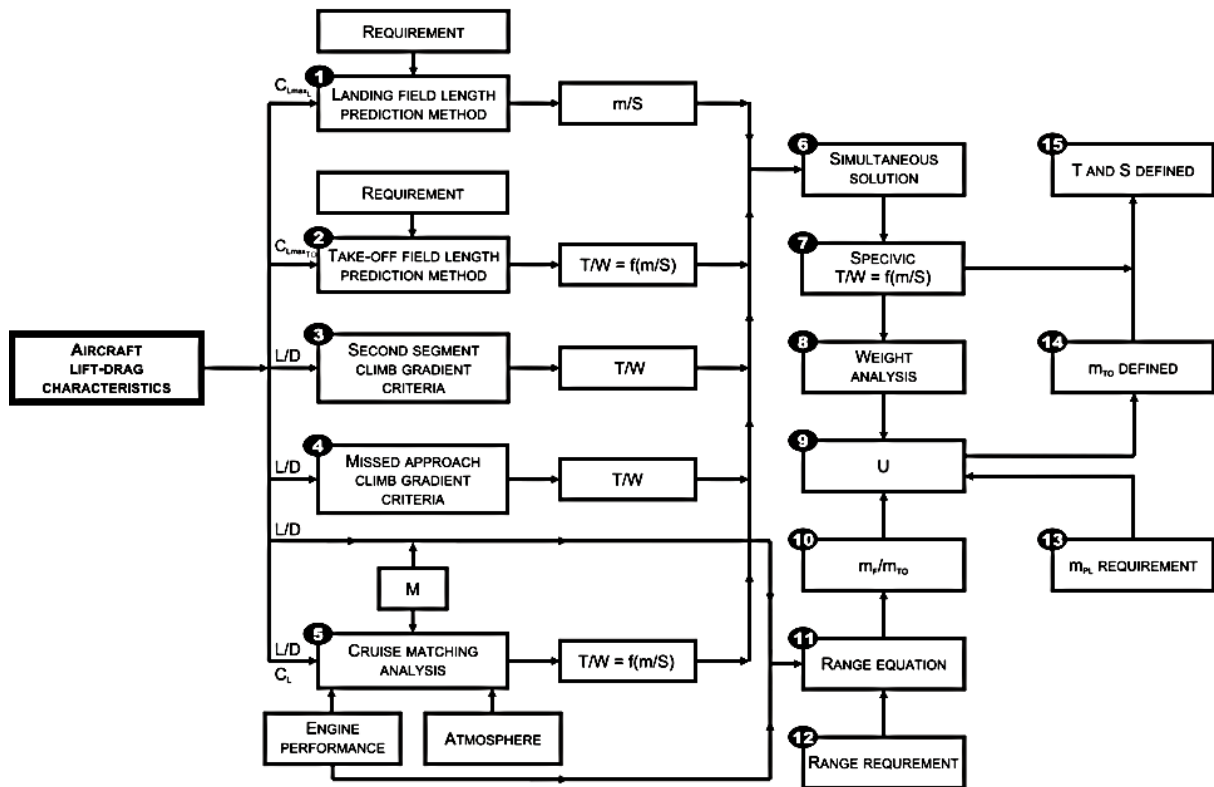 REQUIREMENT
1
C_Lmax_L
LANDING FIELD LENGTH
PREDICTION METHOD
m/S
REQUIREMENT
2
C_Lmax_TO
TAKE-OFF FIELD LENGTH
PREDICTION METHOD
T/W = f(m/S)
AIRCRAFT
LIFT-DRAG
CHARACTERISTICS
3
L/D
SECOND SEGMENT
CLIMB GRADIENT
CRITERIA
T/W
4
L/D
MISSED APPROACH
CLIMB GRADIENT
CRITERIA
T/W
L/D
M
5
L/D
C_L
CRUISE MATCHING
ANALYSIS
T/W = f(m/S)
ENGINE
PERFORMANCE
ATMOSPHERE
6
SIMULTANEOUS
SOLUTION
7
SPECIVIC
T/W = f(m/S)
8
WEIGHT
ANALYSIS
9
U
10
m_F/m_TO
11
RANGE EQUATION
12
RANGE REQUREMENT
13
m_PL REQUIREMENT
14
m_TO DEFINED
15
T AND S DEFINED